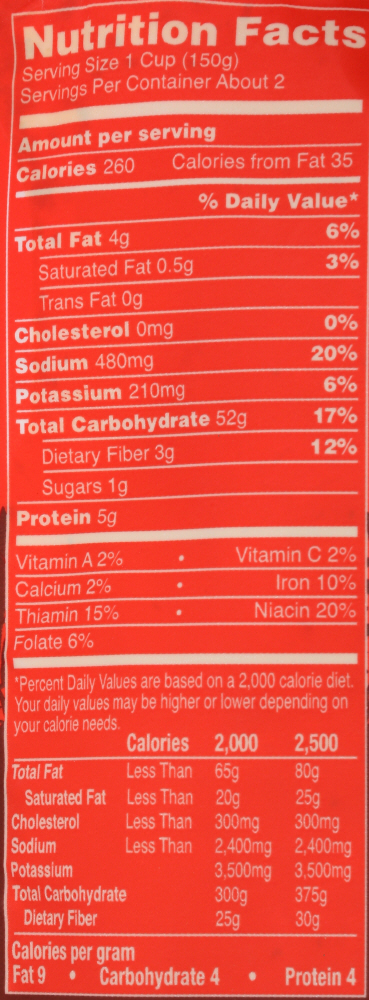 Nutrition Facts
Serving Size 1 Cup (150g)
Servings Per Container About 2
Amount per serving
Calories 260 Calories from Fat 35
% Daily Value*
Total Fat 4g 6%
Saturated Fat 0.5g 3%
Trans Fat 0g
Cholesterol 0mg 0%
Sodium 480mg 20%
Potassium 210mg 6%
Total Carbohydrate 52g 17%
Dietary Fiber 3g 12%
Sugars 1g
Protein 5g
Vitamin A 2% • Vitamin C 2%
Calcium 2% • Iron 10%
Thiamin 15% • Niacin 20%
Folate 6%
*Percent Daily Values are based on a 2,000 calorie diet.
Your daily values may be higher or lower depending on
your calorie needs.
Calories 2,000 2,500
Total Fat Less Than 65g 80g
Saturated Fat Less Than 20g 25g
Cholesterol Less Than 300mg 300mg
Sodium Less Than 2,400mg 2,400mg
Potassium 3,500mg 3,500mg
Total Carbohydrate 300g 375g
Dietary Fiber 25g 30g
Calories per gram
Fat 9 • Carbohydrate 4 • Protein 4